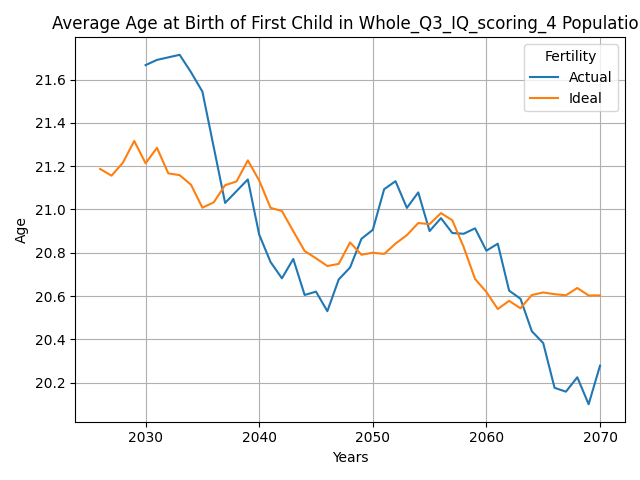 Average Age at Birth of First Child in Whole_Q3_IQ_scoring_4 Populatio
Fertility
Actual
Ideal
21.6
21.4
21.2
21.0
20.8
20.6
20.4
20.2
Age
2030 2040 2050 2060 2070
Years